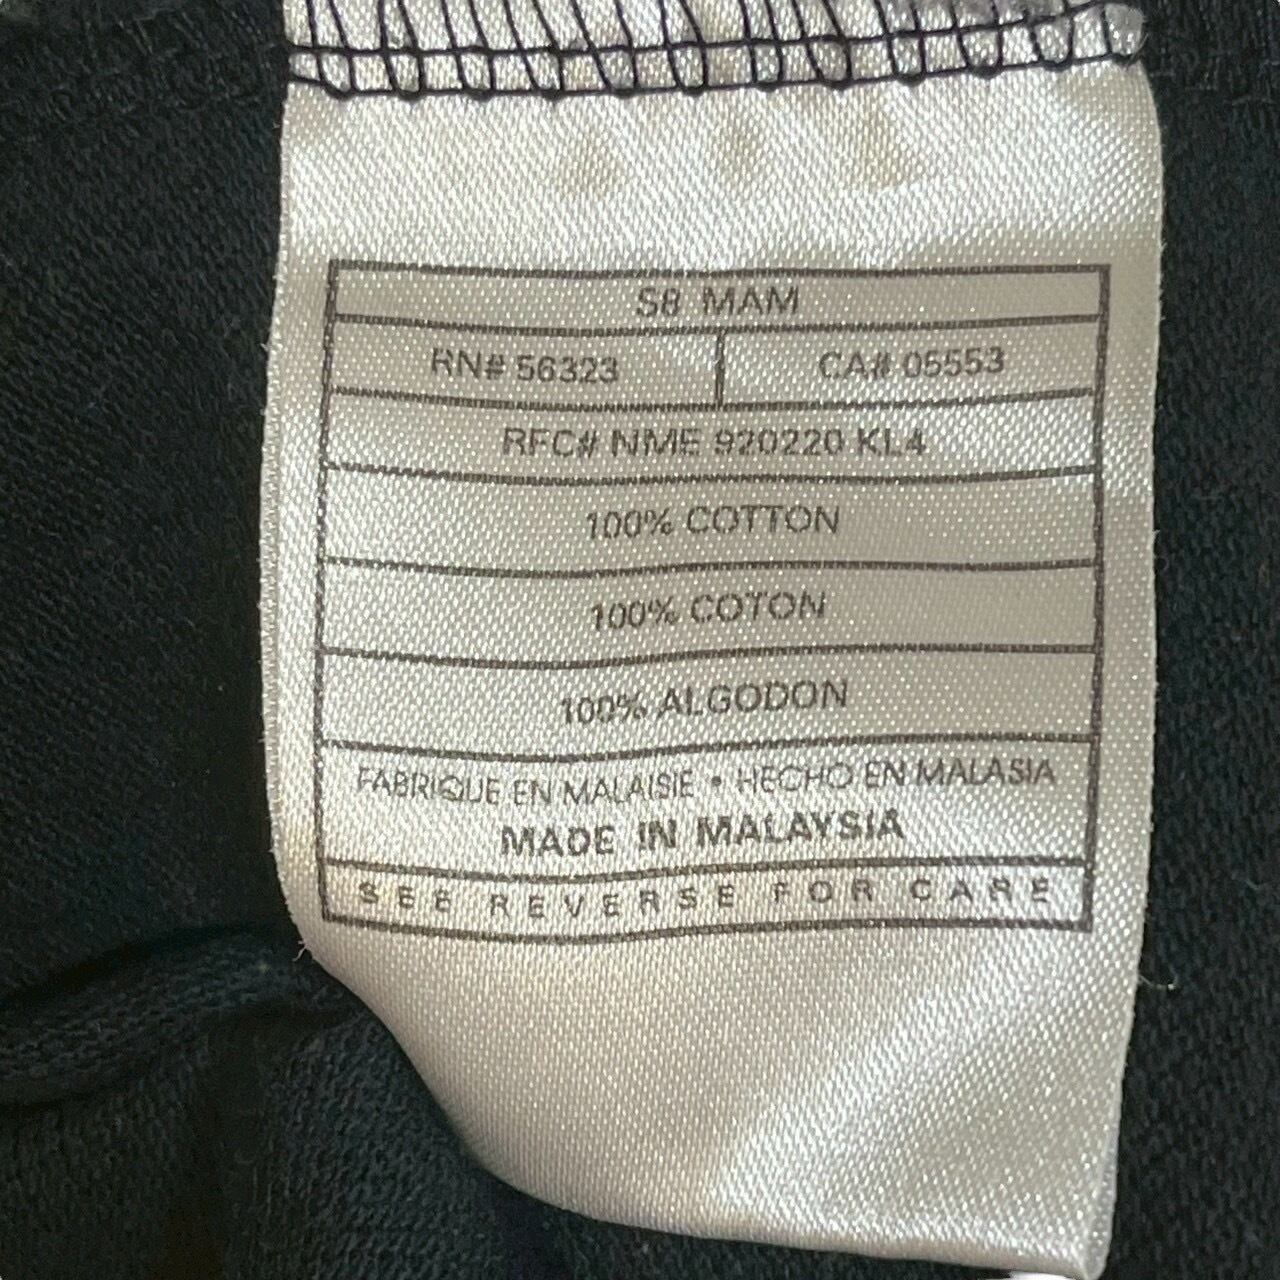 S8 MAM
RN# 56323 CA# 05553
RFC# NME 920220 KL4
100% COTTON
100% COTON
100% ALGODON
FABRIQUE EN MALAISIE • HECHO EN MALASIA
MADE IN MALAYSIA
SEE REVERSE FOR CARE